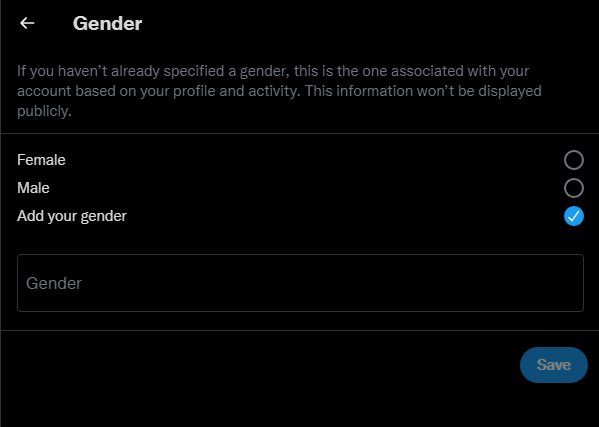 Gender
If you haven’t already specified a gender, this is the one associated with your
account based on your profile and activity. This information won’t be displayed
publicly.
Female
Male
Add your gender
Gender
Save